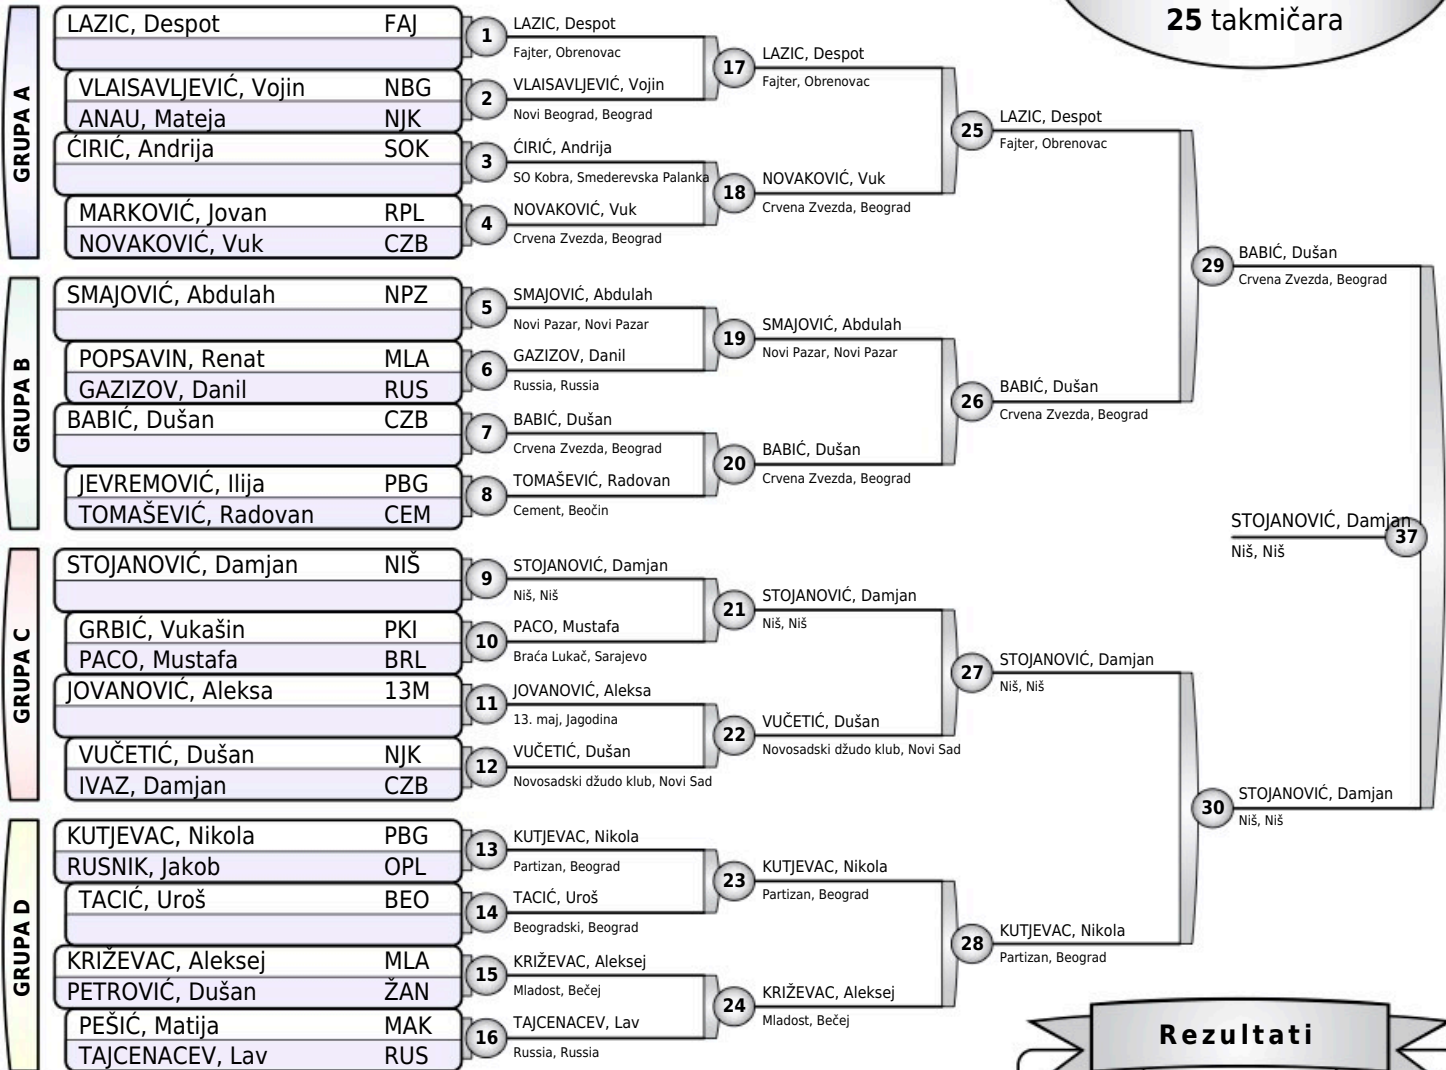 25 takmičara
GRUPA A
LAZIC, Despot FAJ
VLAISAVLJEVIĆ, Vojin NBG
ANAU, Mateja NJK
ĆIRIĆ, Andrija SOK
MARKOVIĆ, Jovan RPL
NOVAKOVIĆ, Vuk CZB
GRUPA B
SMAJOVIĆ, Abdulah NPZ
POPSAVIN, Renat MLA
GAZIZOV, Danil RUS
BABIĆ, Dušan CZB
JEVREMOVIĆ, Ilija PBG
TOMAŠEVIĆ, Radovan CEM
GRUPA C
STOJANOVIĆ, Damjan NIŠ
GRBIĆ, Vukašin PKI
PACO, Mustafa BRL
JOVANOVIĆ, Aleksa 13M
VUČETIĆ, Dušan NJK
IVAZ, Damjan CZB
GRUPA D
KUTJEVAC, Nikola PBG
RUSNIK, Jakob OPL
TACIĆ, Uroš BEO
KRIŽEVAC, Aleksej MLA
PETROVIĆ, Dušan ŽAN
PEŠIĆ, Matija MAK
TAJCENACEV, Lav RUS
1 LAZIC, Despot
Fajter, Obrenovac
2 VLAISAVLJEVIĆ, Vojin
Novi Beograd, Beograd
3 ĆIRIĆ, Andrija
SO Kobra, Smederevska Palanka
4 NOVAKOVIĆ, Vuk
Crvena Zvezda, Beograd
5 SMAJOVIĆ, Abdulah
Novi Pazar, Novi Pazar
6 GAZIZOV, Danil
Russia, Russia
7 BABIĆ, Dušan
Crvena Zvezda, Beograd
8 TOMAŠEVIĆ, Radovan
Cement, Beočin
9 STOJANOVIĆ, Damjan
Niš, Niš
10 PACO, Mustafa
Braća Lukač, Sarajevo
11 JOVANOVIĆ, Aleksa
13. maj, Jagodina
12 VUČETIĆ, Dušan
Novosadski džudo klub, Novi Sad
13 KUTJEVAC, Nikola
Partizan, Beograd
14 TACIĆ, Uroš
Beogradski, Beograd
15 KRIŽEVAC, Aleksej
Mladost, Bečej
16 TAJCENACEV, Lav
Russia, Russia
17 LAZIC, Despot
Fajter, Obrenovac
18 NOVAKOVIĆ, Vuk
Crvena Zvezda, Beograd
19 SMAJOVIĆ, Abdulah
Novi Pazar, Novi Pazar
20 BABIĆ, Dušan
Crvena Zvezda, Beograd
21 STOJANOVIĆ, Damjan
Niš, Niš
22 VUČETIĆ, Dušan
Novosadski džudo klub, Novi Sad
23 KUTJEVAC, Nikola
Partizan, Beograd
24 KRIŽEVAC, Aleksej
Mladost, Bečej
25 LAZIC, Despot
Fajter, Obrenovac
26 BABIĆ, Dušan
Crvena Zvezda, Beograd
27 STOJANOVIĆ, Damjan
Niš, Niš
28 KUTJEVAC, Nikola
Partizan, Beograd
29 BABIĆ, Dušan
Crvena Zvezda, Beograd
30 STOJANOVIĆ, Damjan
Niš, Niš
STOJANOVIĆ, Damjan 37
Niš, Niš
Rezultati